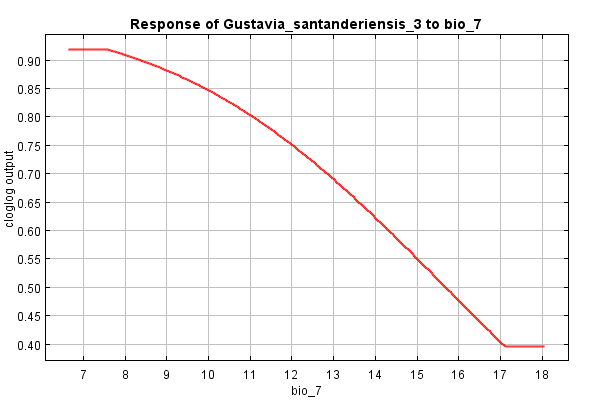 Response of Gustavia_santanderiensis_3 to bio_7
cloglog output
0.90
0.85
0.80
0.75
0.70
0.65
0.60
0.55
0.50
0.45
0.40
7 8 9 10 11 12 13 14 15 16 17 18
bio_7